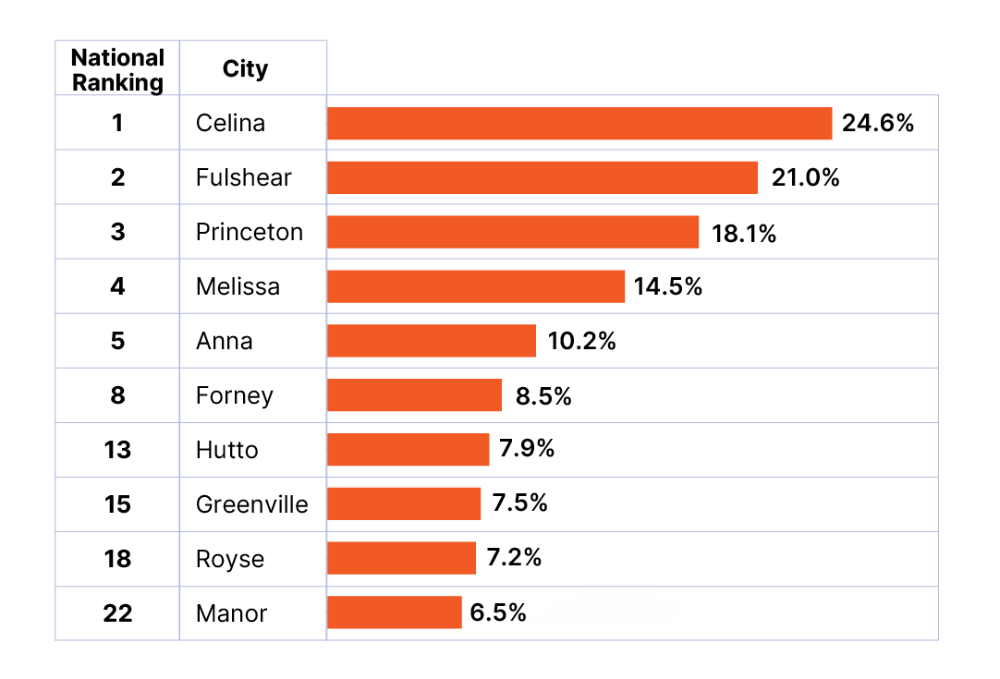 National
Ranking
City
1 Celina 24.6%
2 Fulshear 21.0%
3 Princeton 18.1%
4 Melissa 14.5%
5 Anna 10.2%
8 Forney 8.5%
13 Hutto 7.9%
15 Greenville 7.5%
18 Royse 7.2%
22 Manor 6.5%